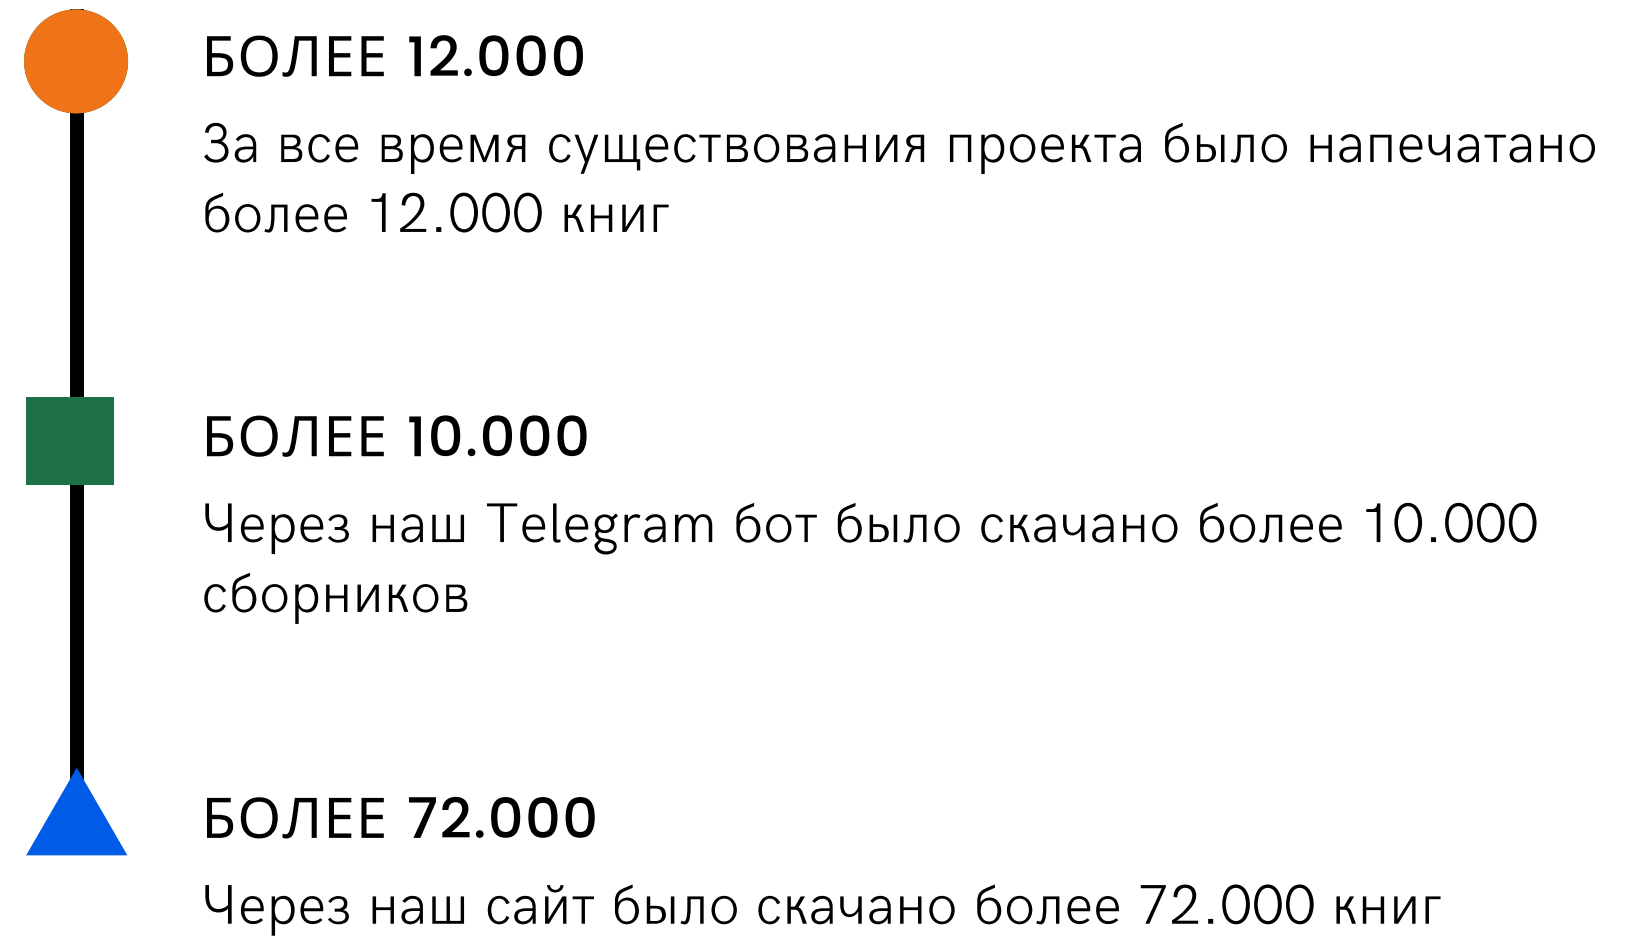 БОЛЕЕ 12.000
За все время существования проекта было напечатано
более 12.000 книг
БОЛЕЕ 10.000
Через наш Telegram бот было скачано более 10.000
сборников
БОЛЕЕ 72.000
Через наш сайт было скачано более 72.000 книг